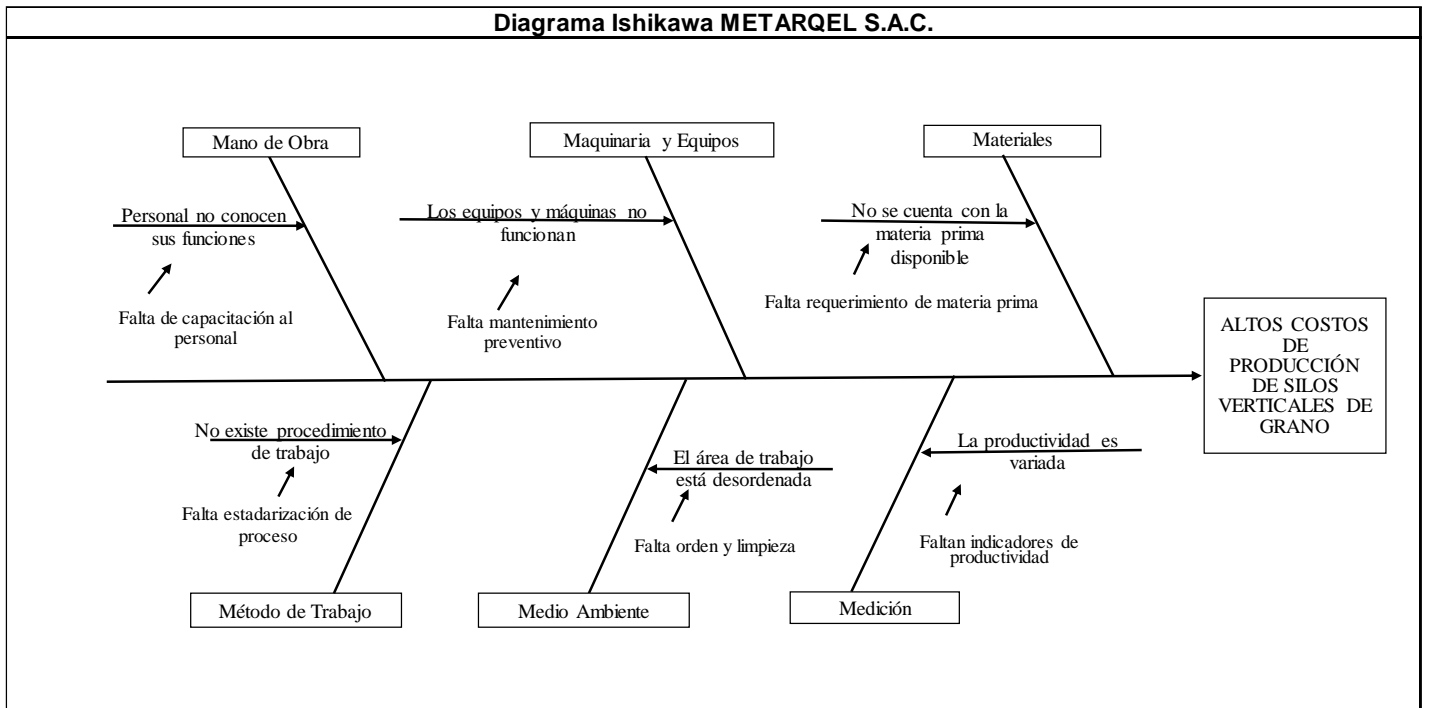 Diagrama Ishikawa METARQEL S.A.C.
Mano de Obra
Maquinaria y Equipos
Materiales
Personal no conocen
sus funciones
Falta de capacitación al
personal
Los equipos y máquinas no
funcionan
Falta mantenimiento
preventivo
No se cuenta con la
materia prima
disponible
Falta requerimiento de materia prima
ALTOS COSTOS
DE
PRODUCCIÓN
DE SILOS
VERTICALES DE
GRANO
No existe procedimiento
de trabajo
Falta estadarización de
proceso
El área de trabajo
está desordenada
Falta orden y limpieza
La productividad es
variada
Faltan indicadores de
productividad
Método de Trabajo
Medio Ambiente
Medición